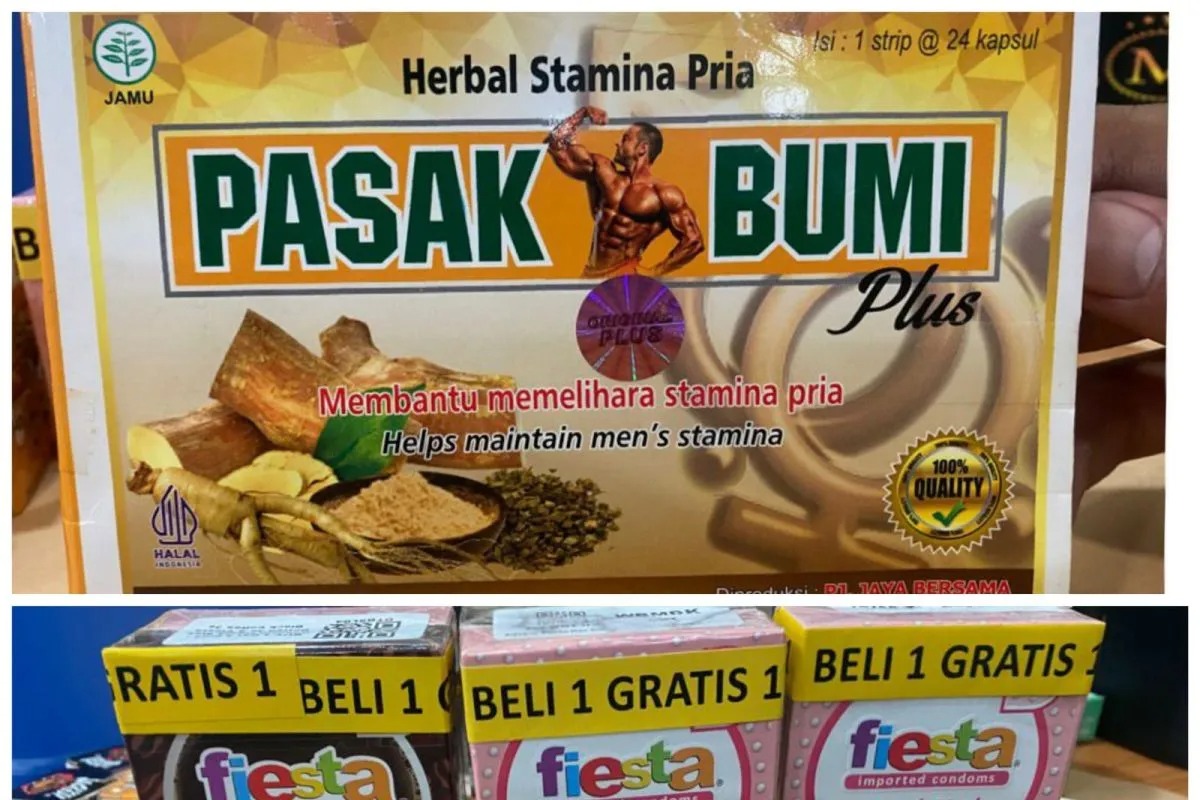 Isi : 1 strip @ 24 kapsul
JAMU
Herbal Stamina Pria
PASAK BUMI
Plus
ORIGINAL
PLUS
Membantu memelihara stamina pria
Helps maintain men's stamina
100%
QUALITY
HALAL
INDONESIA
Diproduksi : PJ. JAYA BERSAMA
B
M
GRATIS 1 BELI 1 G
BELI 1 GRATIS 1
BELI 1 GRATIS 1
fiesta
fiesta
condoms
fiesta
imported condoms